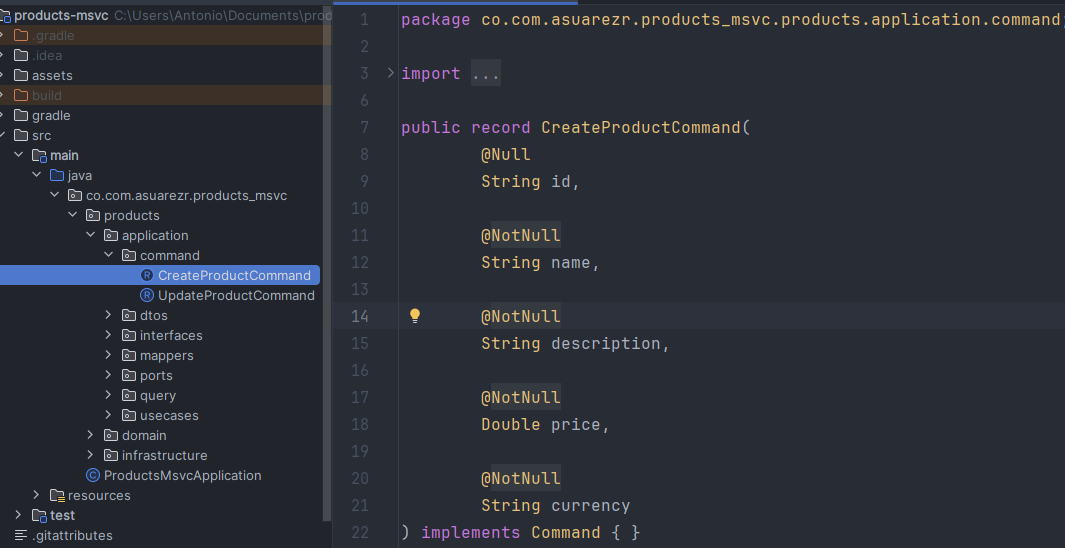 products-msvc C:\Users\Antonio\Documents\prod
.gradle
.idea
assets
build
gradle
src
main
java
co.com.asuarezr.products_msvc
products
application
command
CreateProductCommand
UpdateProductCommand
dtos
interfaces
mappers
ports
query
usecases
domain
infrastructure
ProductsMsvcApplication
resources
test
.gitattributes
1 package co.com.asuarezr.products_msvc.products.application.command;
2
3 import ...
6
7 public record CreateProductCommand(
8 @Null
9 String id,
10
11 @NotNull
12 String name,
13
14 @NotNull
15 String description,
16
17 @NotNull
18 Double price,
19
20 @NotNull
21 String currency
22 ) implements Command { }